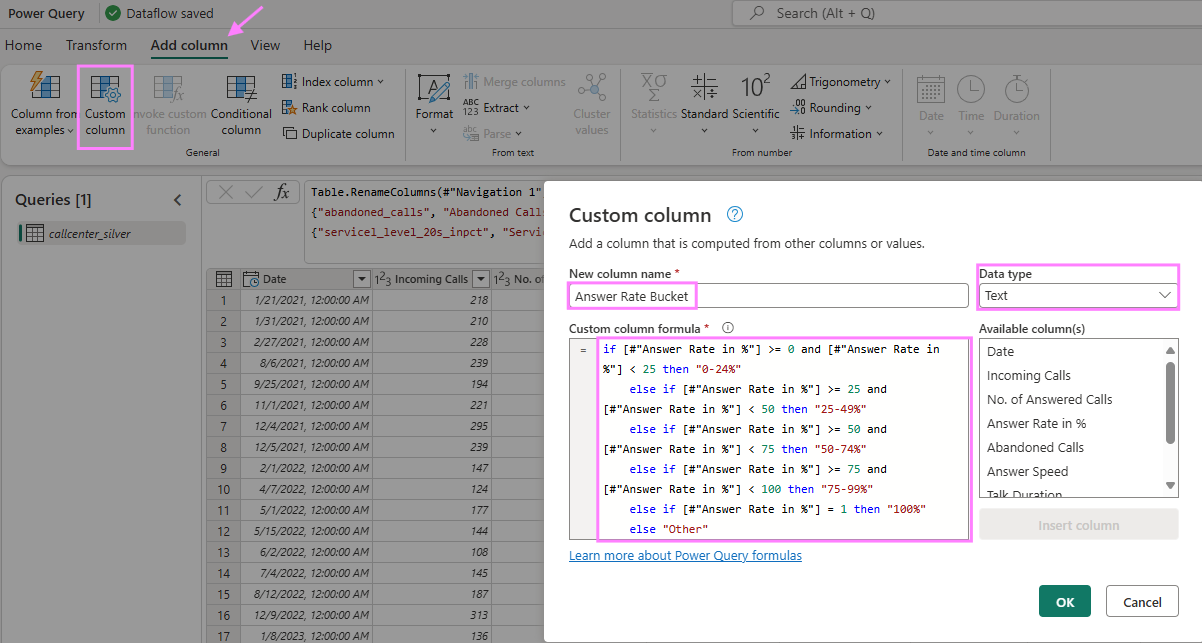 Power Query
Dataflow saved
Search (Alt + Q)
Home
Transform
Add column
View
Help
Column from examples
Custom column
nvoke custom function
Conditional column
Index column
Rank column
Duplicate column
General
Format
Merge columns
ABC
123
Extract
abc
Parse
Cluster values
From text
Statistics
Standard
10²
Scientific
Trigonometry
Rounding
Information
From number
Date
Time
Duration
Date and time column
Queries [1]
callcenter_silver
fx
Table.RenameColumns(#"Navigation 1"
{"abandoned_calls", "Abandoned Calls
{"servicel_level_20s_inpct", "Servi
Date
1²3 Incoming Calls
1²3 No. of
1 1/21/2021, 12:00:00 AM 218
2 1/31/2021, 12:00:00 AM 210
3 2/27/2021, 12:00:00 AM 228
4 8/6/2021, 12:00:00 AM 239
5 9/25/2021, 12:00:00 AM 194
6 11/1/2021, 12:00:00 AM 221
7 12/4/2021, 12:00:00 AM 295
8 12/5/2021, 12:00:00 AM 239
9 2/1/2022, 12:00:00 AM 147
10 4/7/2022, 12:00:00 AM 124
11 5/1/2022, 12:00:00 AM 177
12 5/15/2022, 12:00:00 AM 144
13 6/2/2022, 12:00:00 AM 108
14 7/4/2022, 12:00:00 AM 145
15 8/12/2022, 12:00:00 AM 187
16 12/9/2022, 12:00:00 AM 313
17 1/8/2023, 12:00:00 AM 136
Custom column
Add a column that is computed from other columns or values.
New column name *
Answer Rate Bucket
Data type
Text
Custom column formula *
=
if [#"Answer Rate in %"] >= 0 and [#"Answer Rate in
%"] < 25 then "0-24%"
else if [#"Answer Rate in %"] >= 25 and
[#"Answer Rate in %"] < 50 then "25-49%"
else if [#"Answer Rate in %"] >= 50 and
[#"Answer Rate in %"] < 75 then "50-74%"
else if [#"Answer Rate in %"] >= 75 and
[#"Answer Rate in %"] < 100 then "75-99%"
else if [#"Answer Rate in %"] = 1 then "100%"
else "Other"
Available column(s)
Date
Incoming Calls
No. of Answered Calls
Answer Rate in %
Abandoned Calls
Answer Speed
Talk Duration
Insert column
Learn more about Power Query formulas
OK
Cancel